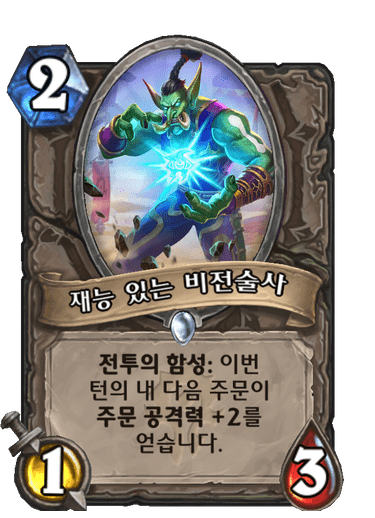 2
재능 있는 비전술사
전투의 함성: 이번
턴의 내 다음 주문이
주문 공격력 +2를
얻습니다.
1
3